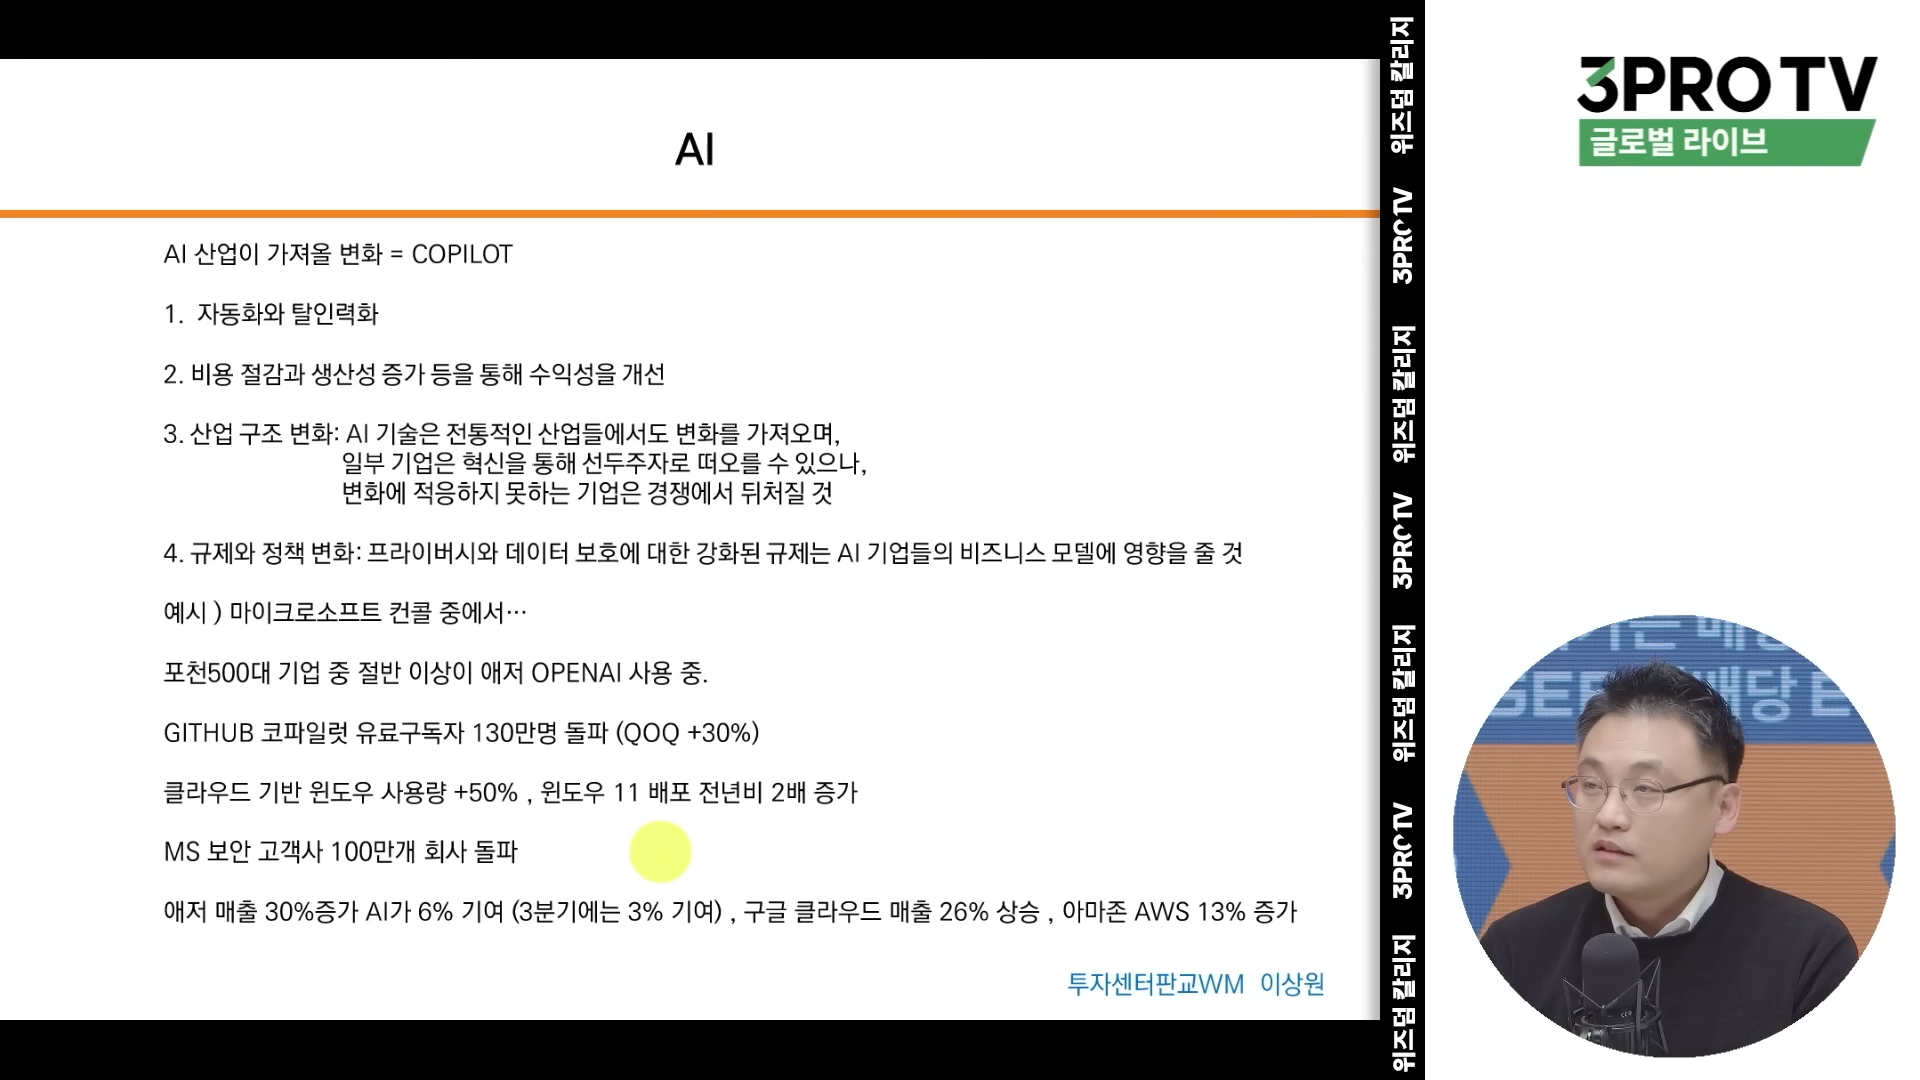 AI
AI 산업이 가져올 변화 = COPILOT
1. 자동화와 탈인력화
2. 비용 절감과 생산성 증가 등을 통해 수익성을 개선
3. 산업 구조 변화: AI 기술은 전통적인 산업들에서도 변화를 가져오며,
일부 기업은 혁신을 통해 선두주자로 떠오를 수 있으나,
변화에 적응하지 못하는 기업은 경쟁에서 뒤처질 것
4. 규제와 정책 변화: 프라이버시와 데이터 보호에 대한 강화된 규제는 AI 기업들의 비즈니스 모델에 영향을 줄 것
예시 ) 마이크로소프트 컨콜 중에서…
포천500대 기업 중 절반 이상이 애저 OPENAI 사용 중.
GITHUB 코파일럿 유료구독자 130만명 돌파 (QOQ +30%)
클라우드 기반 윈도우 사용량 +50% , 윈도우 11 배포 전년비 2배 증가
MS 보안 고객사 100만개 회사 돌파
애저 매출 30%증가 AI가 6% 기여 (3분기에는 3% 기여) , 구글 클라우드 매출 26% 상승 , 아마존 AWS 13% 증가
투자센터판교WM 이상원
위즈덤 칼리지
3PRO TV
위즈덤 칼리지
3PRO TV
위즈덤 칼리지
3PRO TV
위즈덤 칼리지
3PRO TV
글로벌 라이브
배당 E